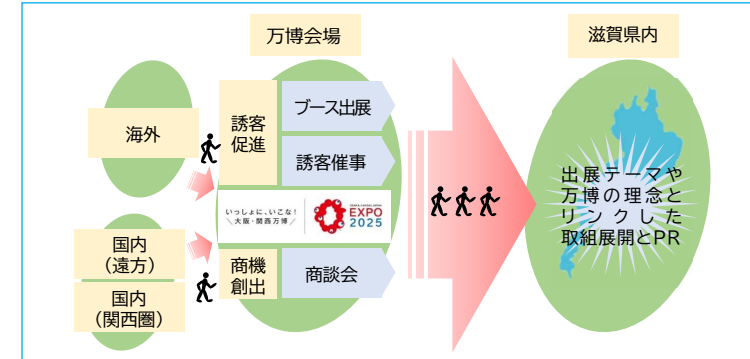 万博会場
滋賀県内
海外
誘客
促進
ブース出展
誘客催事
いっしょに、いこな!
\大阪・関西万博/
OSAKA, KANSAI, JAPAN
EXPO
2025
国内
(遠方)
国内
(関西圏)
商機
創出
商談会
出展テーマや
万博の理念と
リンクした
取組展開とPR